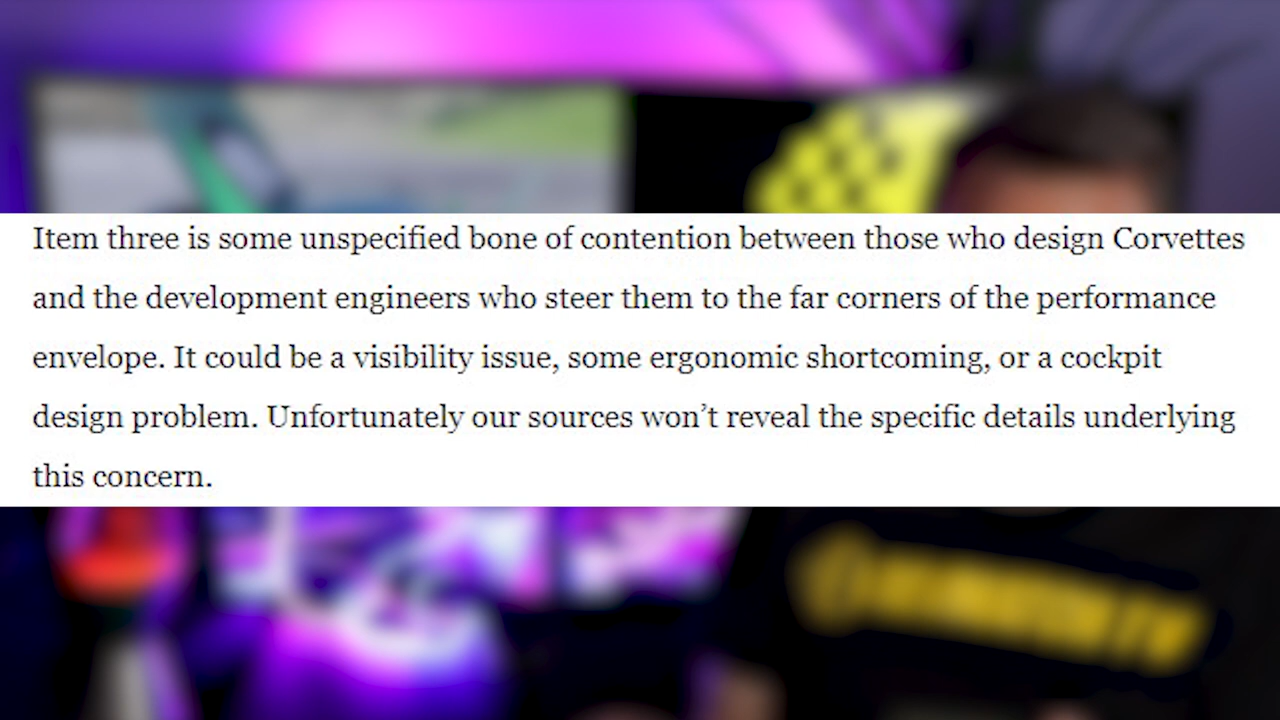 Item three is some unspecified bone of contention between those who design Corvettes
and the development engineers who steer them to the far corners of the performance
envelope. It could be a visibility issue, some ergonomic shortcoming, or a cockpit
design problem. Unfortunately our sources won’t reveal the specific details underlying
this concern.